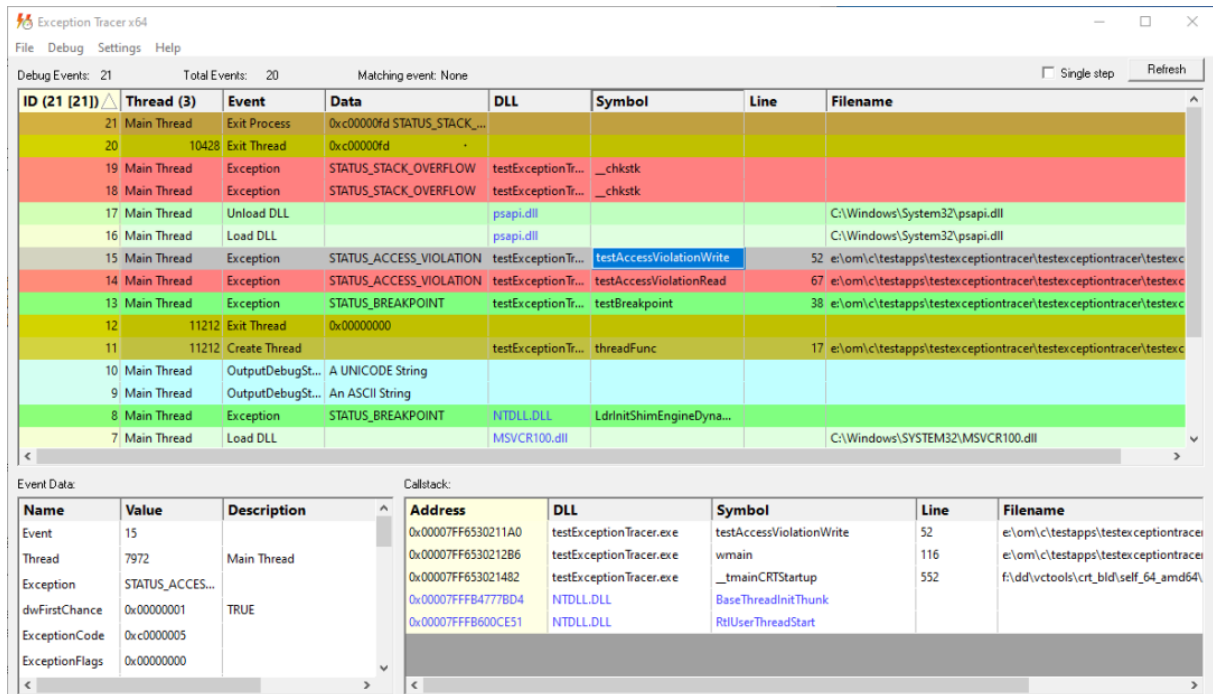 Exception Tracer x64
File Debug Settings Help
Debug Events: 21 Total Events: 20 Matching event: None Single step Refresh
ID (21 [21]) Thread (3) Event Data DLL Symbol Line Filename
21 Main Thread Exit Process 0xc00000fd STATUS_STACK_...
20 10428 Exit Thread 0xc00000fd
19 Main Thread Exception STATUS_STACK_OVERFLOW testExceptionTr... __chkstk
18 Main Thread Exception STATUS_STACK_OVERFLOW testExceptionTr... __chkstk
17 Main Thread Unload DLL psapi.dll C:\Windows\System32\psapi.dll
16 Main Thread Load DLL psapi.dll C:\Windows\System32\psapi.dll
15 Main Thread Exception STATUS_ACCESS_VIOLATION testExceptionTr... testAccessViolationWrite 52 e:\om\c\testapps\testexceptiontracer\testexceptiontracer\testexc
14 Main Thread Exception STATUS_ACCESS_VIOLATION testExceptionTr... testAccessViolationRead 67 e:\om\c\testapps\testexceptiontracer\testexceptiontracer\testexc
13 Main Thread Exception STATUS_BREAKPOINT testExceptionTr... testBreakpoint 38 e:\om\c\testapps\testexceptiontracer\testexceptiontracer\testexc
12 11212 Exit Thread 0x00000000
11 11212 Create Thread testExceptionTr... threadFunc 17 e:\om\c\testapps\testexceptiontracer\testexceptiontracer\testexc
10 Main Thread OutputDebugSt... A UNICODE String
9 Main Thread OutputDebugSt... An ASCII String
8 Main Thread Exception STATUS_BREAKPOINT NTDLL.DLL LdrInitShimEngineDyna...
7 Main Thread Load DLL MSVCR100.dll C:\Windows\SYSTEM32\MSVCR100.dll
Event Data: Callstack:
Name Value Description Address DLL Symbol Line Filename
Event 15 0x00007FF6530211A0 testExceptionTracer.exe testAccessViolationWrite 52 e:\om\c\testapps\testexceptiontracer
Thread 7972 Main Thread 0x00007FF6530212B6 testExceptionTracer.exe wmain 116 e:\om\c\testapps\testexceptiontracer
Exception STATUS_ACCES... 0x00007FF653021482 testExceptionTracer.exe __tmainCRTStartup 552 f:\dd\vctools\crt_bld\self_64_amd64\
dwFirstChance 0x00000001 TRUE 0x00007FFFB4777BD4 NTDLL.DLL BaseThreadInitThunk
ExceptionCode 0xc0000005 0x00007FFFB600CE51 NTDLL.DLL RtlUserThreadStart
ExceptionFlags 0x00000000